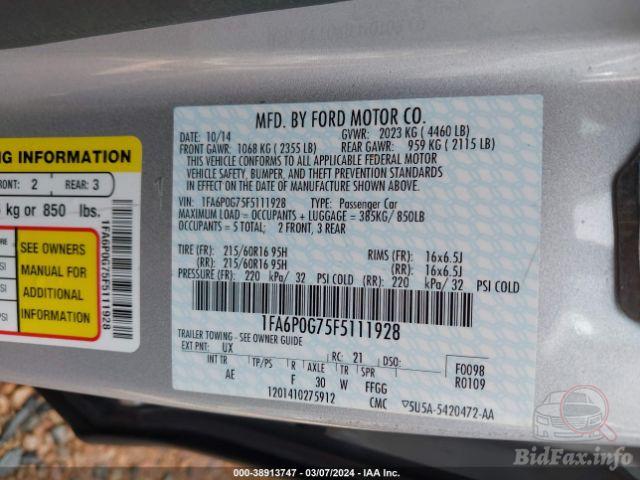 MFD. BY FORD MOTOR CO.
DATE: 10/14 GVWR: 2023 KG ( 4460 LB)
FRONT GAWR: 1068 KG ( 2355 LB) REAR GAWR: 959 KG ( 2115 LB)
THIS VEHICLE CONFORMS TO ALL APPLICABLE FEDERAL MOTOR
VEHICLE SAFETY, BUMPER, AND THEFT PREVENTION STANDARDS
IN EFFECT ON THE DATE OF MANUFACTURE SHOWN ABOVE.
VIN: 1FA6P0G75F5111928 TYPE: Passenger Car
MAXIMUM LOAD = OCCUPANTS + LUGGAGE = 385KG/ 850LB
OCCUPANTS = 5 TOTAL: 2 FRONT, 3 REAR
TIRE (FR): 215/60R16 95H RIMS (FR): 16x6.5J
(RR): 215/60R16 95H (RR): 16x6.5J
PRESSURE (FR): 220 kPa/ 32 PSI COLD (RR): 220 kPa/ 32 PSI COLD
1FA6P0G75F5111928
TRAILER TOWING - SEE OWNER GUIDE
EXT PNT: UX RC: 21 DSO: F0098
INT TR TP/PS R AXLE TR SPR R0109
AE F 30 W FFGG
1201410275912 CMC 5U5A-5420472-AA
NG INFORMATION
FRONT: 2 REAR: 3
kg or 850 lbs.
SEE OWNERS
MANUAL FOR
ADDITIONAL
INFORMATION
PSI
PSI
1FA6P0G75F5111928
000-38913747 - 03/07/2024 - IAA Inc.
BidFax.info